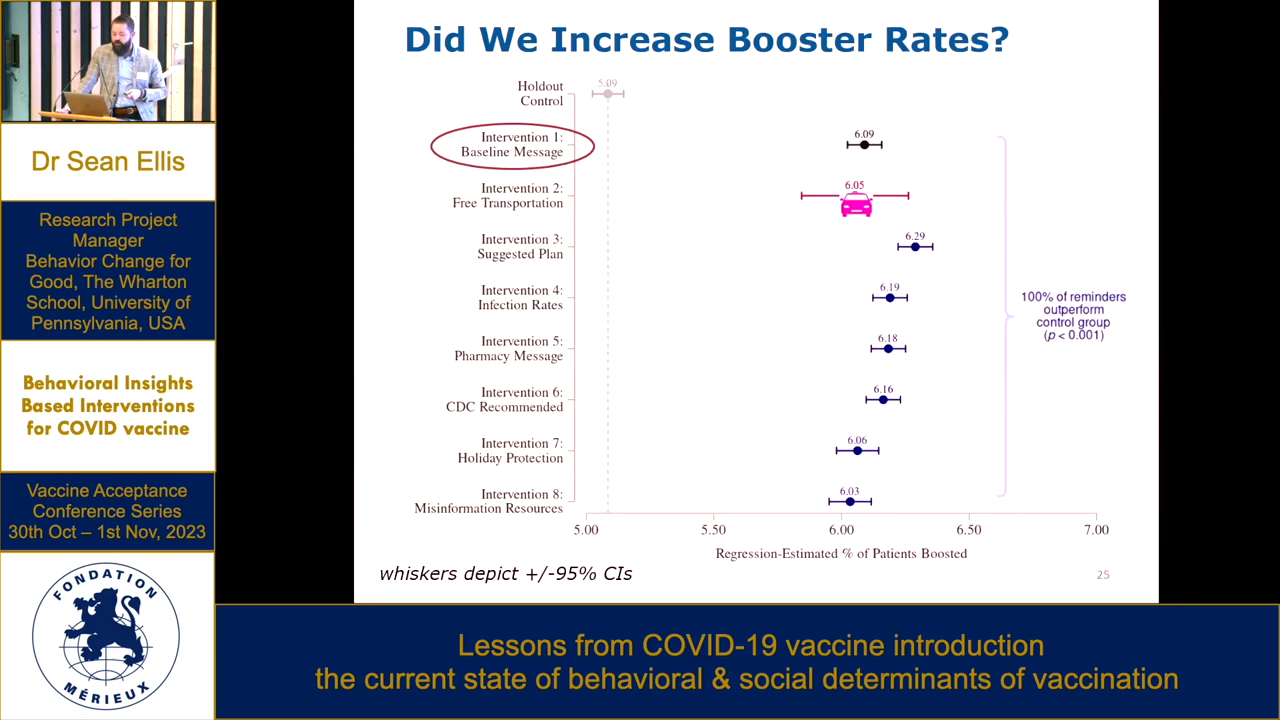 Did We Increase Booster Rates?
Holdout
Control
5.09
Intervention 1:
Baseline Message
6.09
Intervention 2:
Free Transportation
6.05
Intervention 3:
Suggested Plan
6.29
Intervention 4:
Infection Rates
6.19
Intervention 5:
Pharmacy Message
6.18
Intervention 6:
CDC Recommended
6.16
Intervention 7:
Holiday Protection
6.06
Intervention 8:
Misinformation Resources
6.03
100% of reminders
outperform
control group
(p < 0.001)
5.00 5.50 6.00 6.50 7.00
Regression-Estimated % of Patients Boosted
whiskers depict +/-95% CIs
25
Dr Sean Ellis
Research Project
Manager
Behavior Change for
Good, The Wharton
School, University of
Pennsylvania, USA
Behavioral Insights
Based Interventions
for COVID vaccine
Vaccine Acceptance
Conference Series
30th Oct – 1st Nov, 2023
FONDATION
MÉRIEUX
Lessons from COVID-19 vaccine introduction
the current state of behavioral & social determinants of vaccination